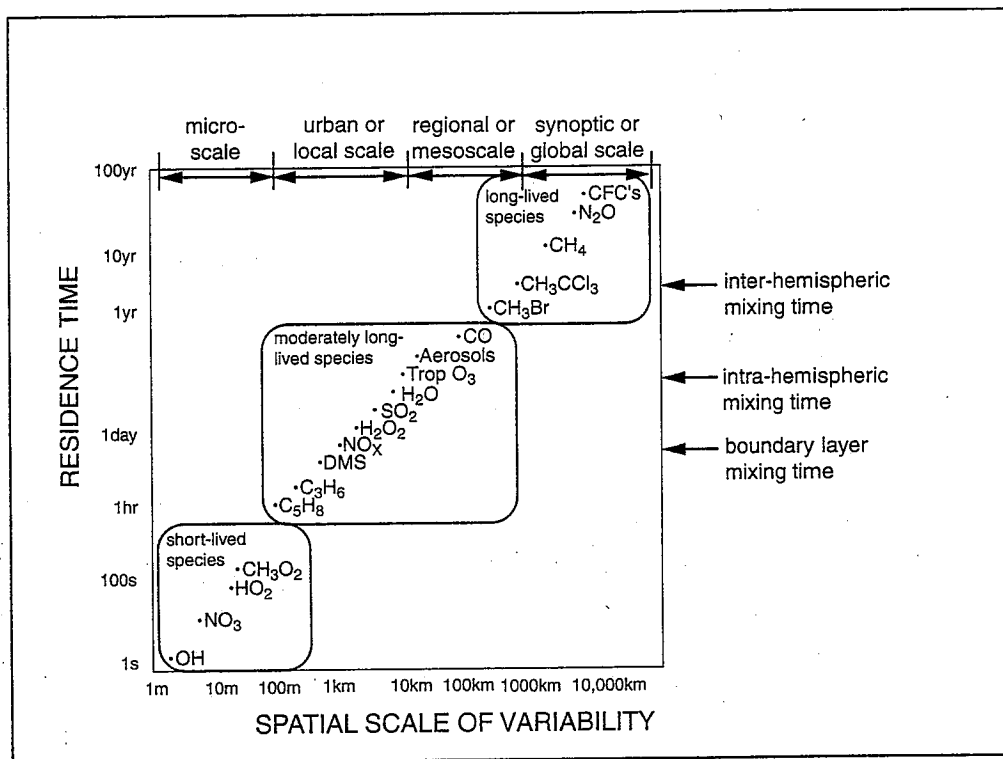 micro-
scale
urban or
local scale
regional or
mesoscale
synoptic or
global scale
100yr
10yr
1yr
1day
1hr
100s
1s
RESIDENCE TIME
long-lived
species
CFC's
N₂O
CH₄
CH₃CCl₃
CH₃Br
moderately long-
lived species
CO
Aerosols
Trop O₃
H₂O
SO₂
H₂O₂
NOx
DMS
C₃H₆
C₅H₈
short-lived
species
CH₃O₂
HO₂
NO₃
OH
inter-hemispheric
mixing time
intra-hemispheric
mixing time
boundary layer
mixing time
1m
10m
100m
1km
10km
100km
1000km
10,000km
SPATIAL SCALE OF VARIABILITY